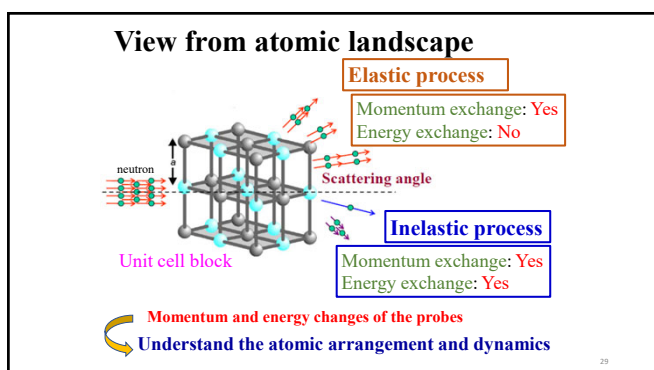 View from atomic landscape
Elastic process
Momentum exchange: Yes
Energy exchange: No
a
neutron
Scattering angle
Inelastic process
Unit cell block
Momentum exchange: Yes
Energy exchange: Yes
Momentum and energy changes of the probes
Understand the atomic arrangement and dynamics
29